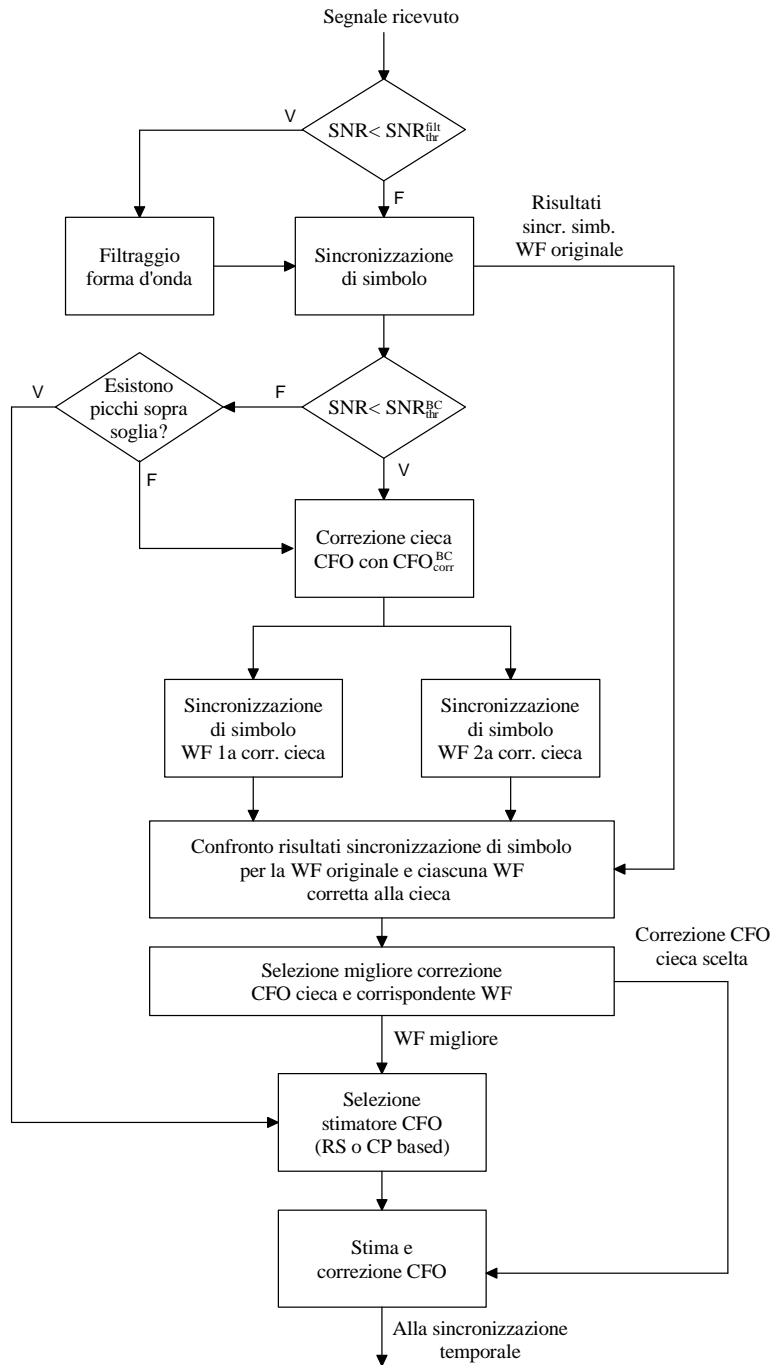 Segnale ricevuto
V
SNR< SNR_thr^filt
F
Risultati
sincr. simb.
WF originale
Filtraggio
forma d'onda
Sincronizzazione
di simbolo
V
Esistono
picchi sopra
soglia?
F
SNR< SNR_thr^BC
F
V
Correzione cieca
CFO con CFO_corr^BC
Sincronizzazione
di simbolo
WF 1a corr. cieca
Sincronizzazione
di simbolo
WF 2a corr. cieca
Confronto risultati sincronizzazione di simbolo
per la WF originale e ciascuna WF
corretta alla cieca
Correzione CFO
cieca scelta
Selezione migliore correzione
CFO cieca e corrispondente WF
WF migliore
Selezione
stimatore CFO
(RS o CP based)
Stima e
correzione CFO
Alla sincronizzazione
temporale